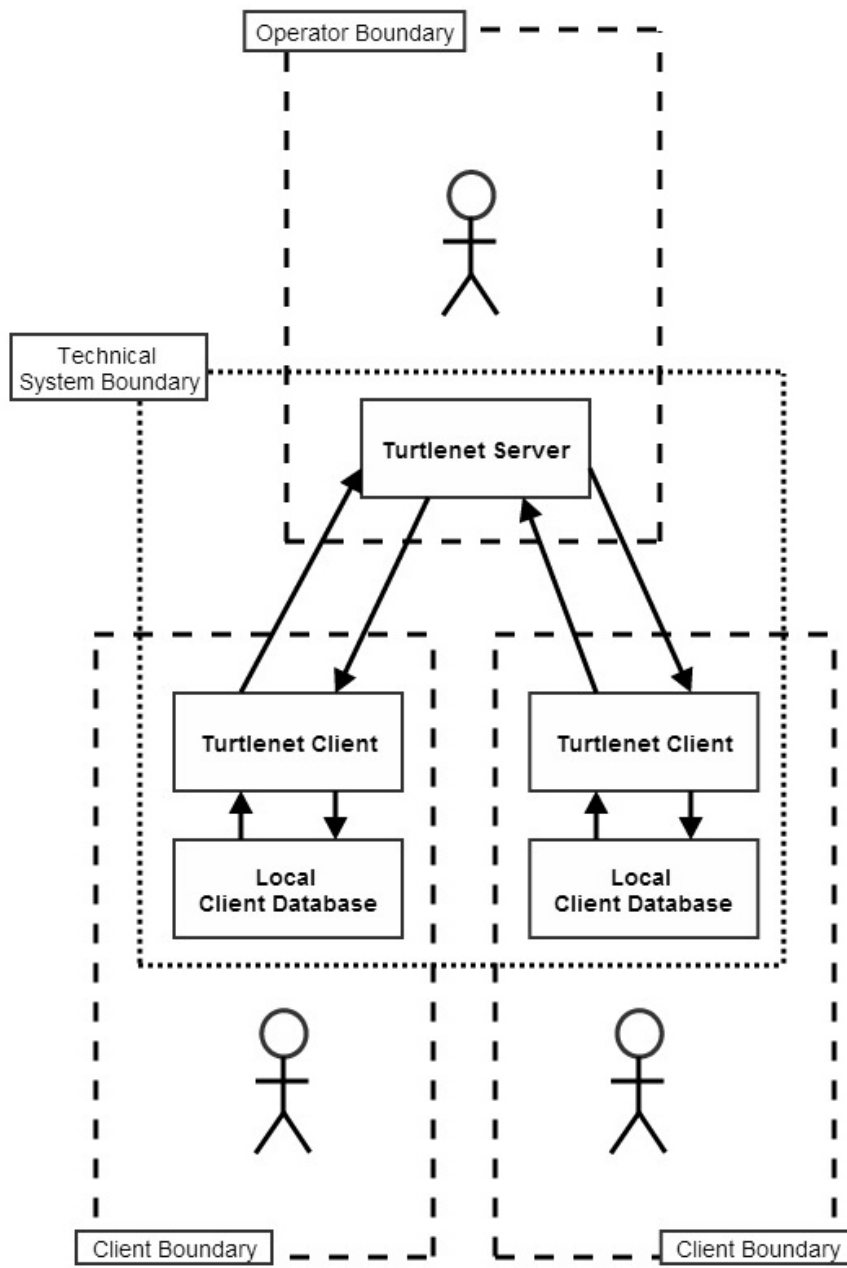 Operator Boundary
Technical
System Boundary
Turtlenet Server
Turtlenet Client
Turtlenet Client
Local
Client Database
Local
Client Database
Client Boundary
Client Boundary